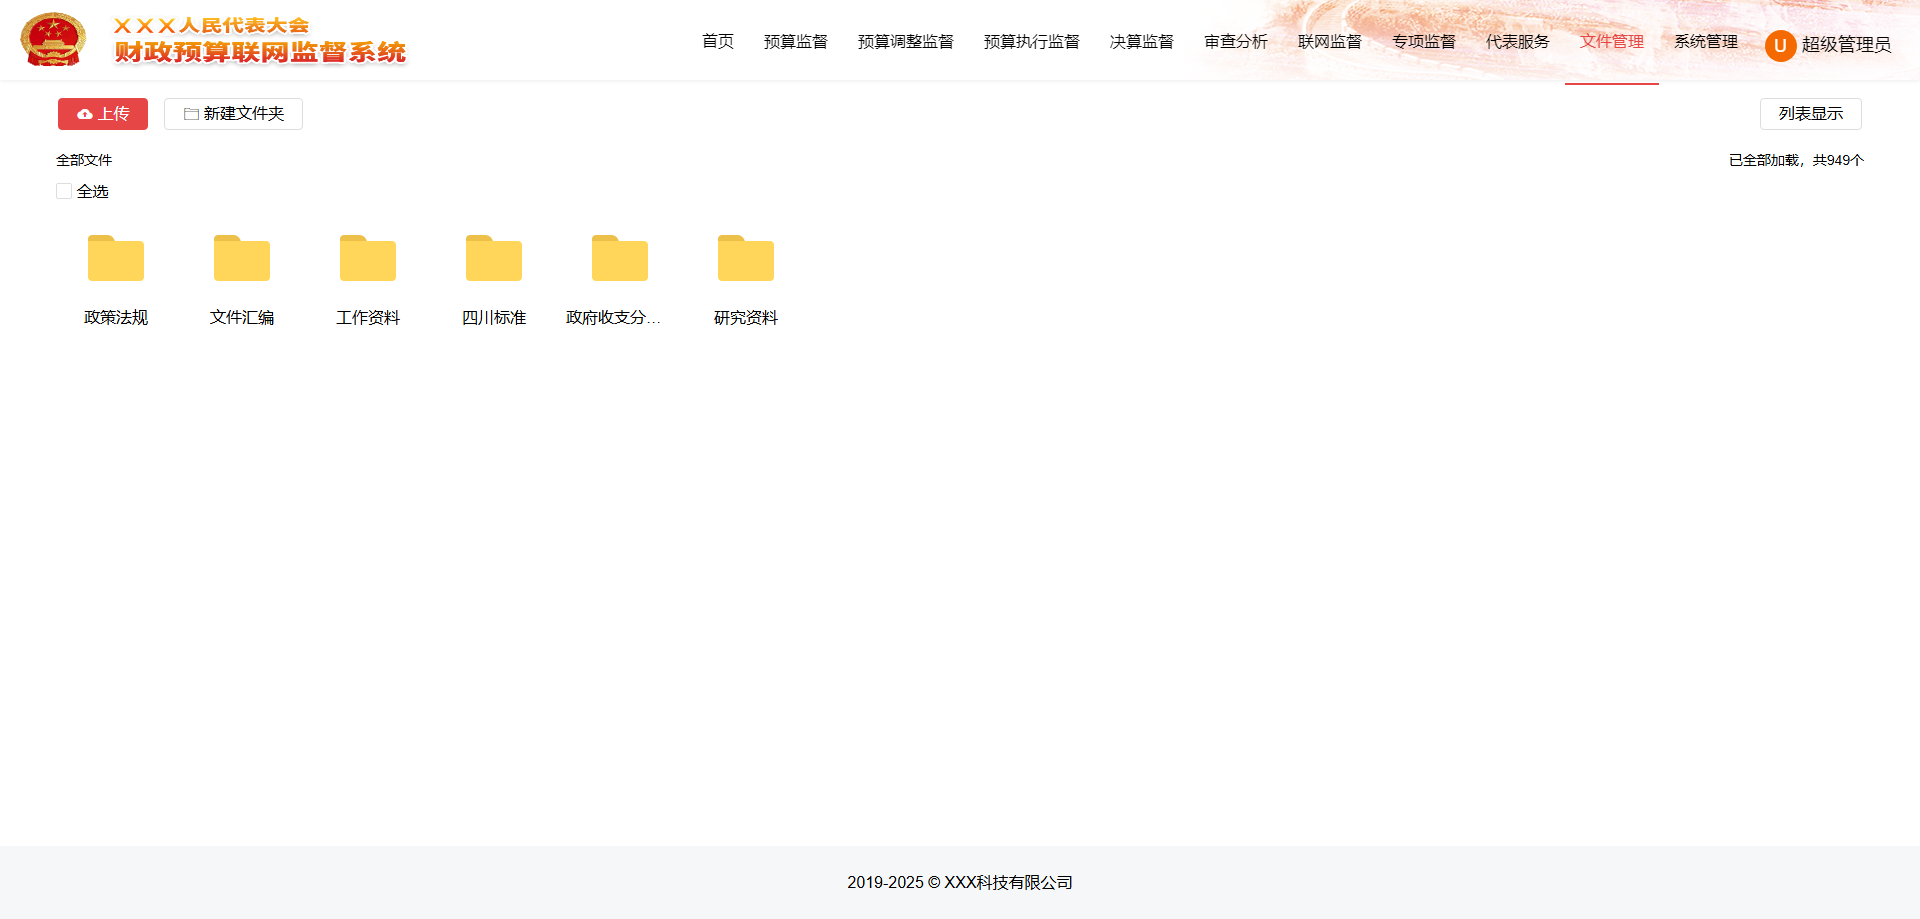 XXX人民代表大会
财政预算联网监督系统
首页 预算监督 预算调整监督 预算执行监督 决算监督 审查分析 联网监督 专项监督 代表服务 文件管理 系统管理 U 超级管理员
上传 新建文件夹 列表显示
全部文件 已全部加载，共949个
全选
政策法规 文件汇编 工作资料 四川标准 政府收支分... 研究资料
2019-2025 © XXX科技有限公司